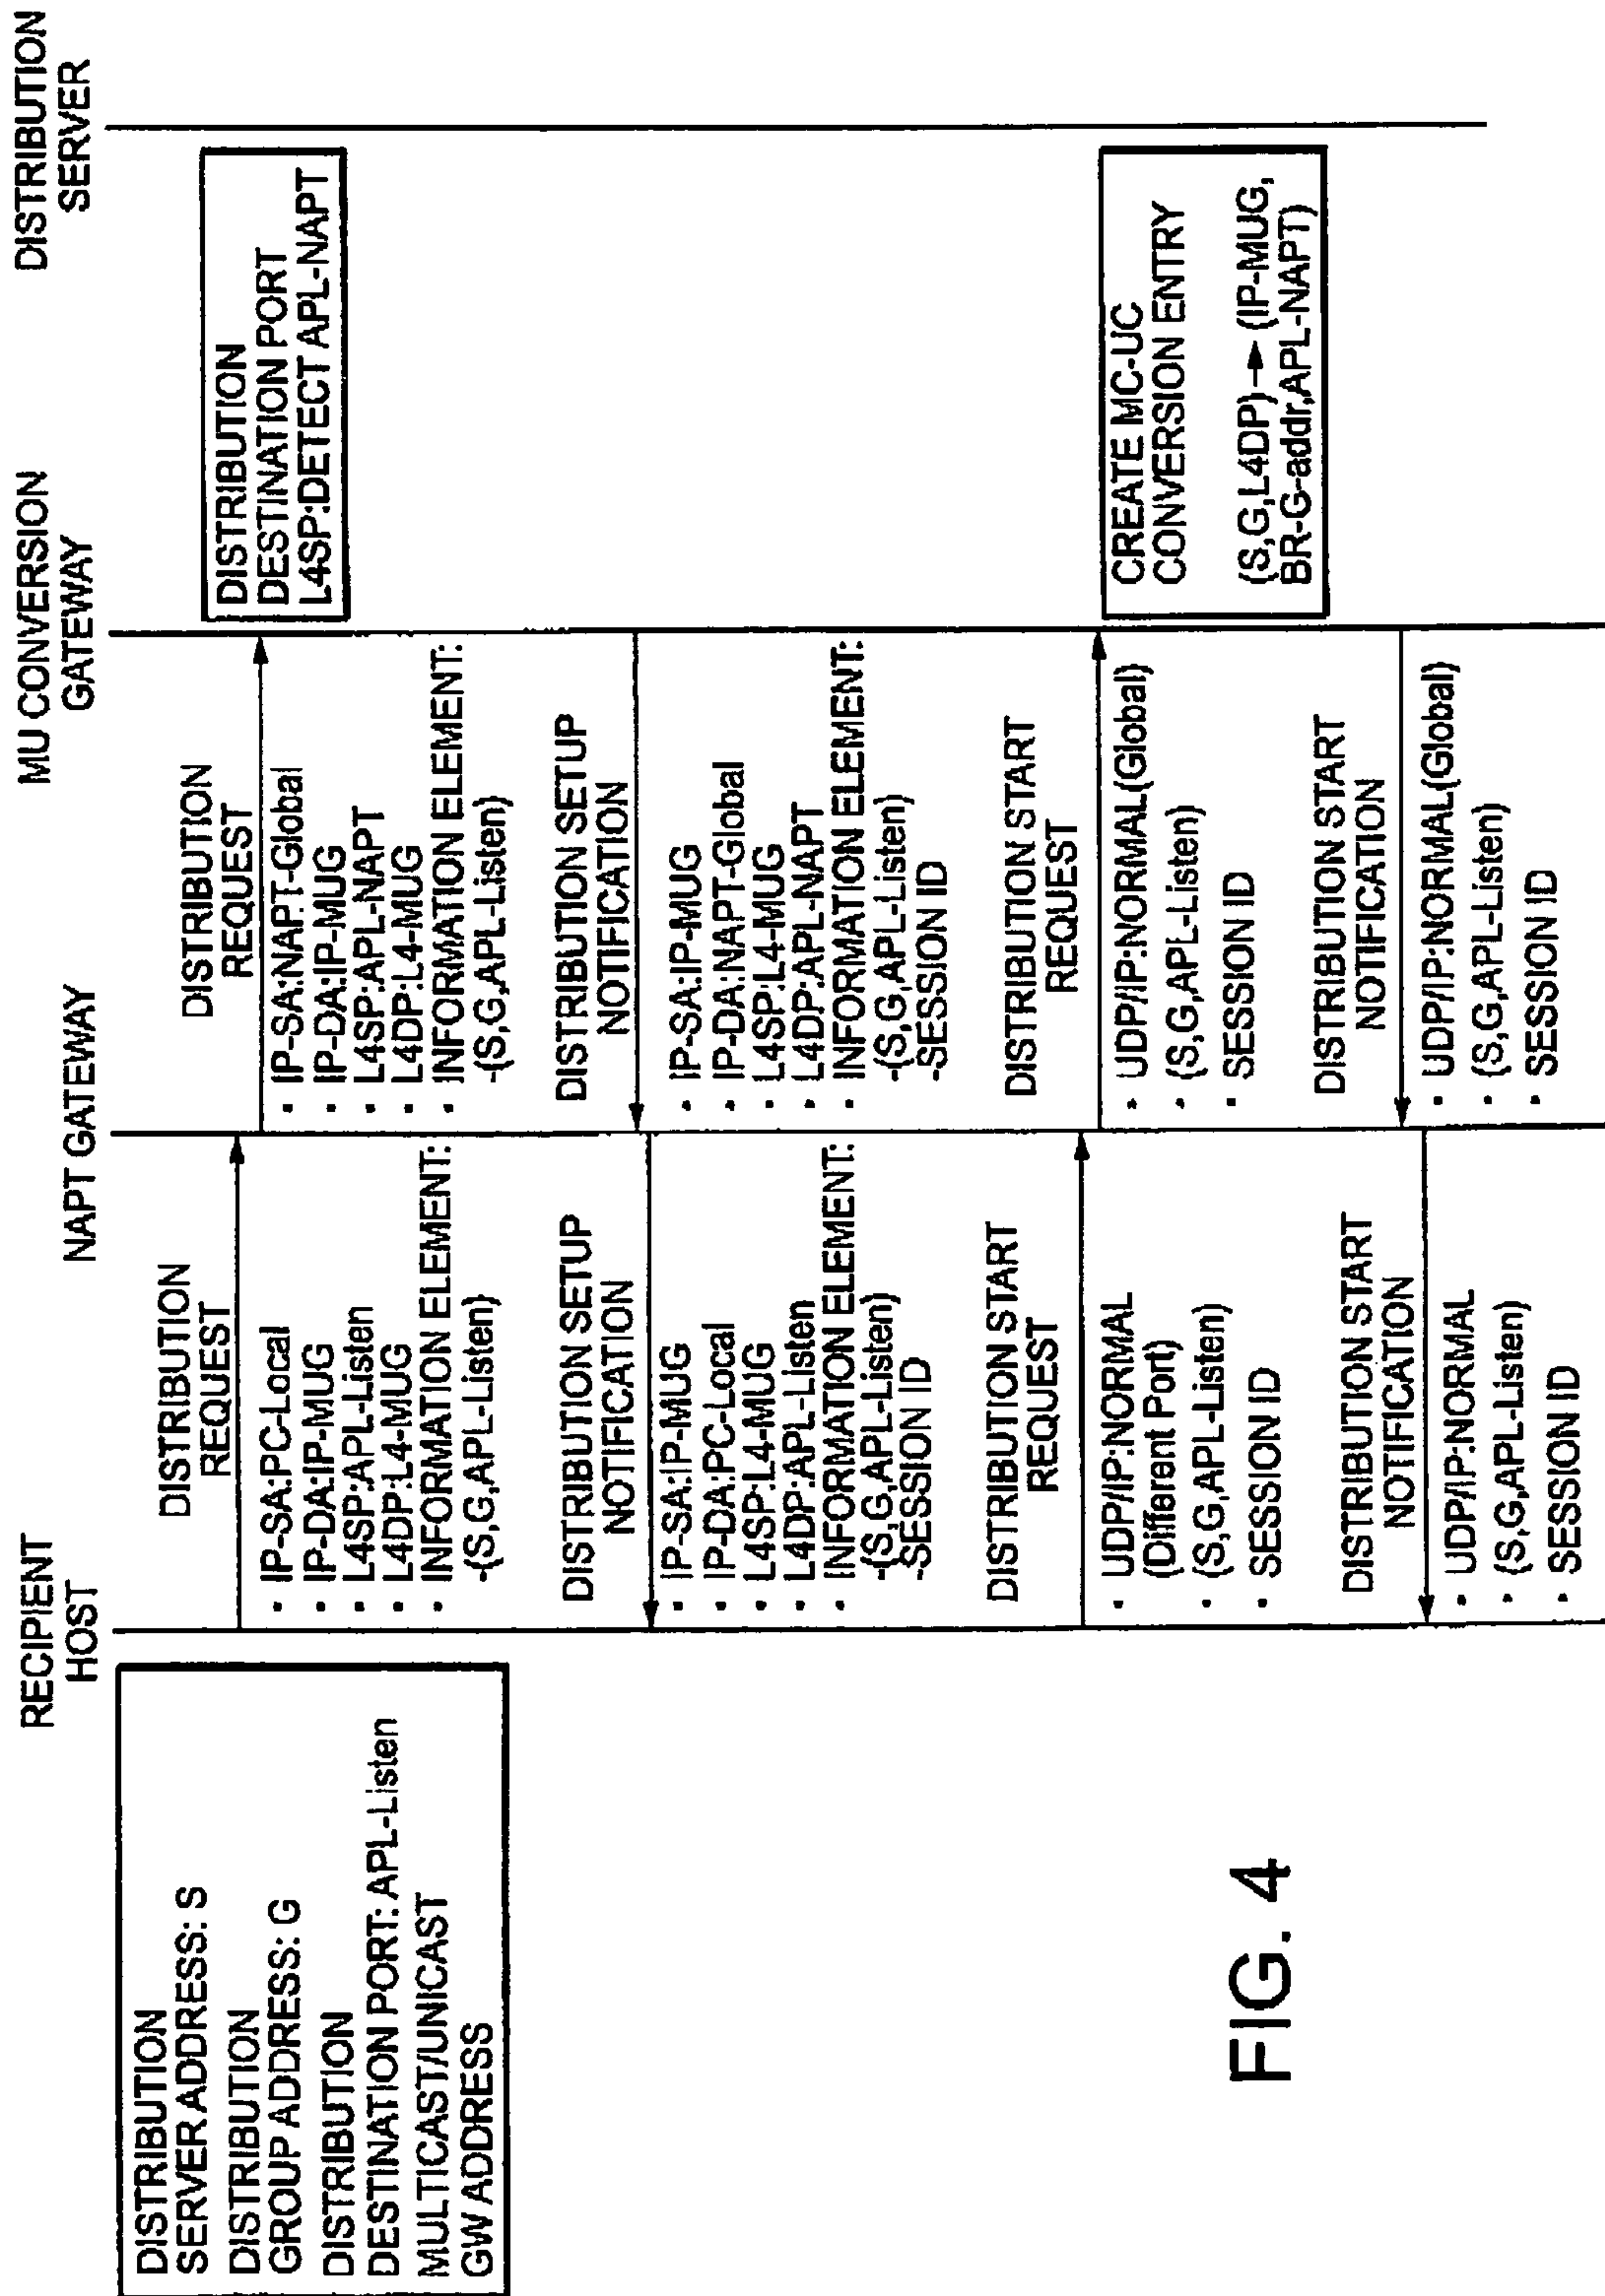 RECIPIENT
HOST
NAPT GATEWAY
MU CONVERSION
GATEWAY
DISTRIBUTION
SERVER
DISTRIBUTION
SERVER ADDRESS: S
DISTRIBUTION
GROUP ADDRESS: G
DISTRIBUTION
DESTINATION PORT: APL-Listen
MULTICAST/UNICAST
GW ADDRESS
DISTRIBUTION
REQUEST
• IP-SA:PC-Local
• IP-DA:IP-MUG
• L4SP:APL-Listen
• L4DP:L4-MUG
• INFORMATION ELEMENT:
-(S,G,APL-Listen)
DISTRIBUTION
REQUEST
• IP-SA:NAPT-Global
• IP-DA:IP-MUG
• L4SP:APL-NAPT
• L4DP:L4-MUG
• INFORMATION ELEMENT:
-(S,G,APL-Listen)
DISTRIBUTION
DESTINATION PORT
L4SP:DETECT APL-NAPT
DISTRIBUTION SETUP
NOTIFICATION
• IP-SA:IP-MUG
• IP-DA:NAPT-Global
• L4SP:L4-MUG
• L4DP:APL-NAPT
• INFORMATION ELEMENT:
-(S,G,APL-Listen)
-SESSION ID
DISTRIBUTION SETUP
NOTIFICATION
• IP-SA:IP-MUG
• IP-DA:PC-Local
• L4SP:L4-MUG
• L4DP:APL-Listen
• INFORMATION ELEMENT:
-(S,G,APL-Listen)
-SESSION ID
DISTRIBUTION START
REQUEST
• UDP/IP:NORMAL
(Different Port)
• (S,G,APL-Listen)
• SESSION ID
DISTRIBUTION START
REQUEST
• UDP/IP:NORMAL(Global)
• (S,G,APL-Listen)
• SESSION ID
CREATE MC-UC
CONVERSION ENTRY
(S,G,L4DP)→(IP-MUG,
BR-G-addr,APL-NAPT)
DISTRIBUTION START
NOTIFICATION
• UDP/IP:NORMAL(Global)
• (S,G,APL-Listen)
• SESSION ID
DISTRIBUTION START
NOTIFICATION
• UDP/IP:NORMAL
• (S,G,APL-Listen)
• SESSION ID
FIG. 4